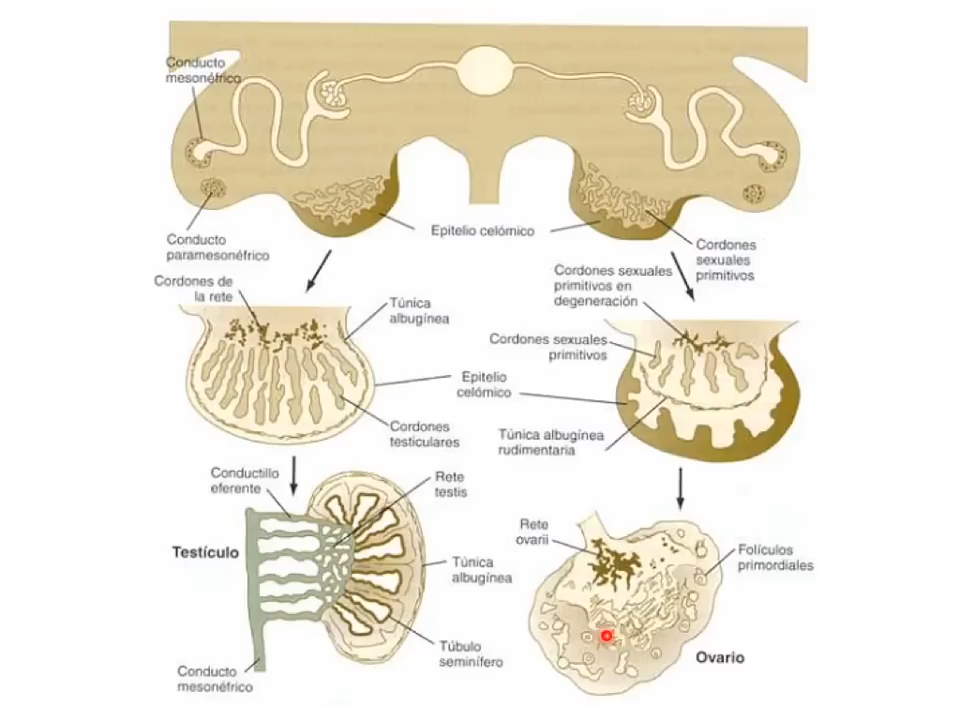 Conducto
mesonéfrico
Conducto
paramesonéfrico
Epitelio celómico
Cordones
sexuales
primitivos
Cordones de
la rete
Túnica
albugínea
Cordones sexuales
primitivos en
degeneración
Cordones sexuales
primitivos
Epitelio
celómico
Cordones
testiculares
Túnica albugínea
rudimentaria
Conductillo
eferente
Rete
testis
Testículo
Túnica
albugínea
Túbulo
seminífero
Conducto
mesonéfrico
Rete
ovarii
Folículos
primordiales
Ovario